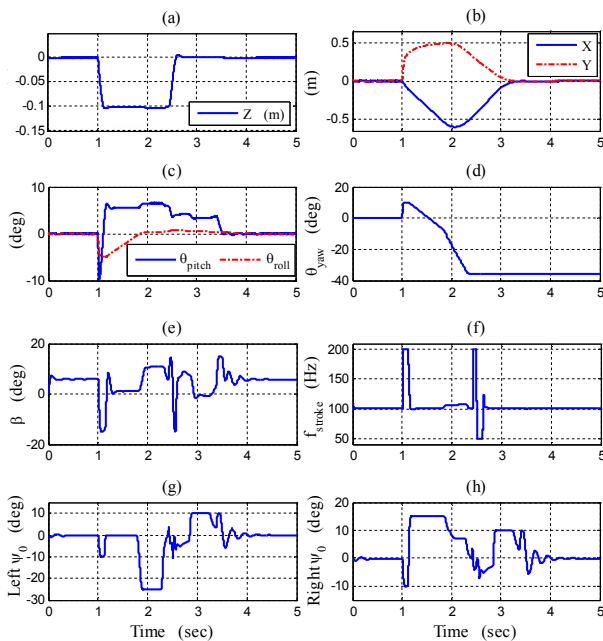 (a)
0
-0.05
-0.1
-0.15
Z (m)
0 1 2 3 4 5
(b)
(m)
0.5
0
-0.5
X
Y
0 1 2 3 4 5
(c)
(deg)
10
0
-10
θpitch θroll
0 1 2 3 4 5
(d)
θyaw (deg)
20
0
-20
-40
0 1 2 3 4 5
(e)
β (deg)
20
0
-20
0 1 2 3 4 5
(f)
fstroke (Hz)
200
150
100
50
0 1 2 3 4 5
(g)
Left ψ0 (deg)
10
0
-10
-20
-30
0 1 2 3 4 5
Time (sec)
(h)
Right ψ0 (deg)
20
10
0
-10
0 1 2 3 4 5
Time (sec)